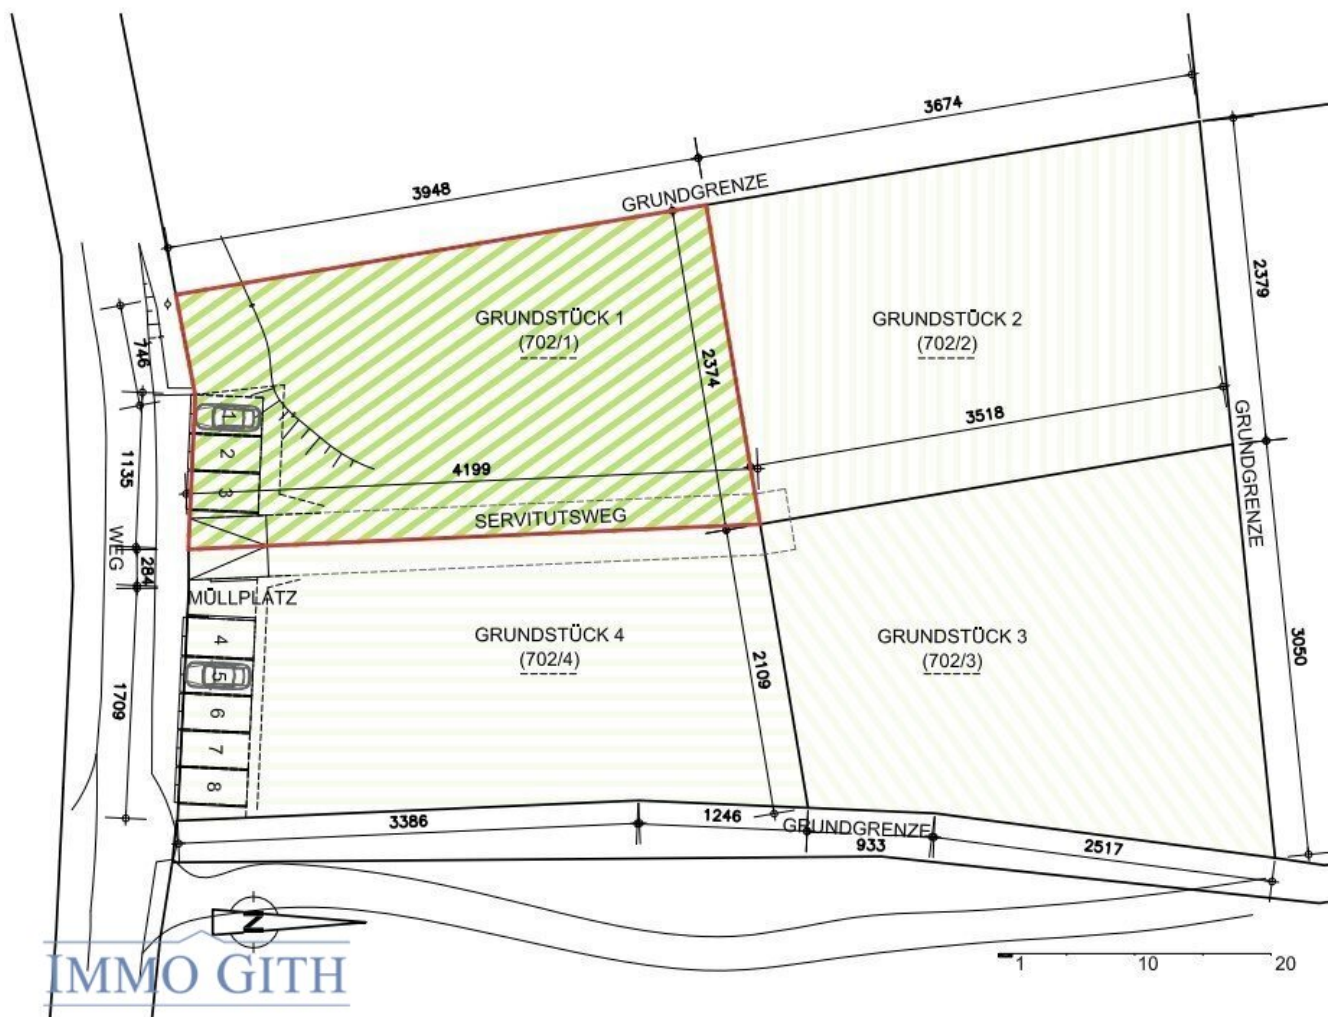 3674
3948
GRUNDGRENZE
2379
GRUNDSTÜCK 1
(702/1)
GRUNDSTÜCK 2
(702/2)
746
2374
1
2
3
3518
GRUNDGRENZE
1135
4199
SERVITUTSWEG
WEG
284
MÜLLPLATZ
GRUNDSTÜCK 4
(702/4)
GRUNDSTÜCK 3
(702/3)
4
5
6
7
8
3050
2109
1709
3386
1246
GRUNDGRENZE
933
2517
N
IMMO GITH
1 10 20